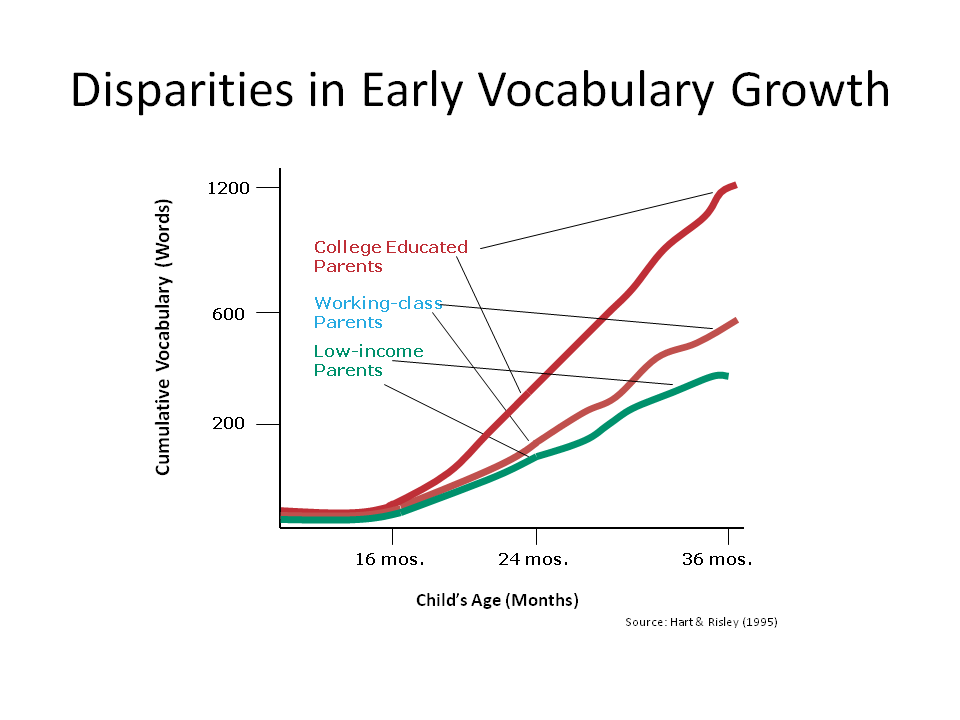 Disparities in Early Vocabulary Growth
Cumulative Vocabulary (Words)
1200
600
200
College Educated
Parents
Working-class
Parents
Low-income
Parents
16 mos.
24 mos.
36 mos.
Child's Age (Months)
Source: Hart & Risley (1995)